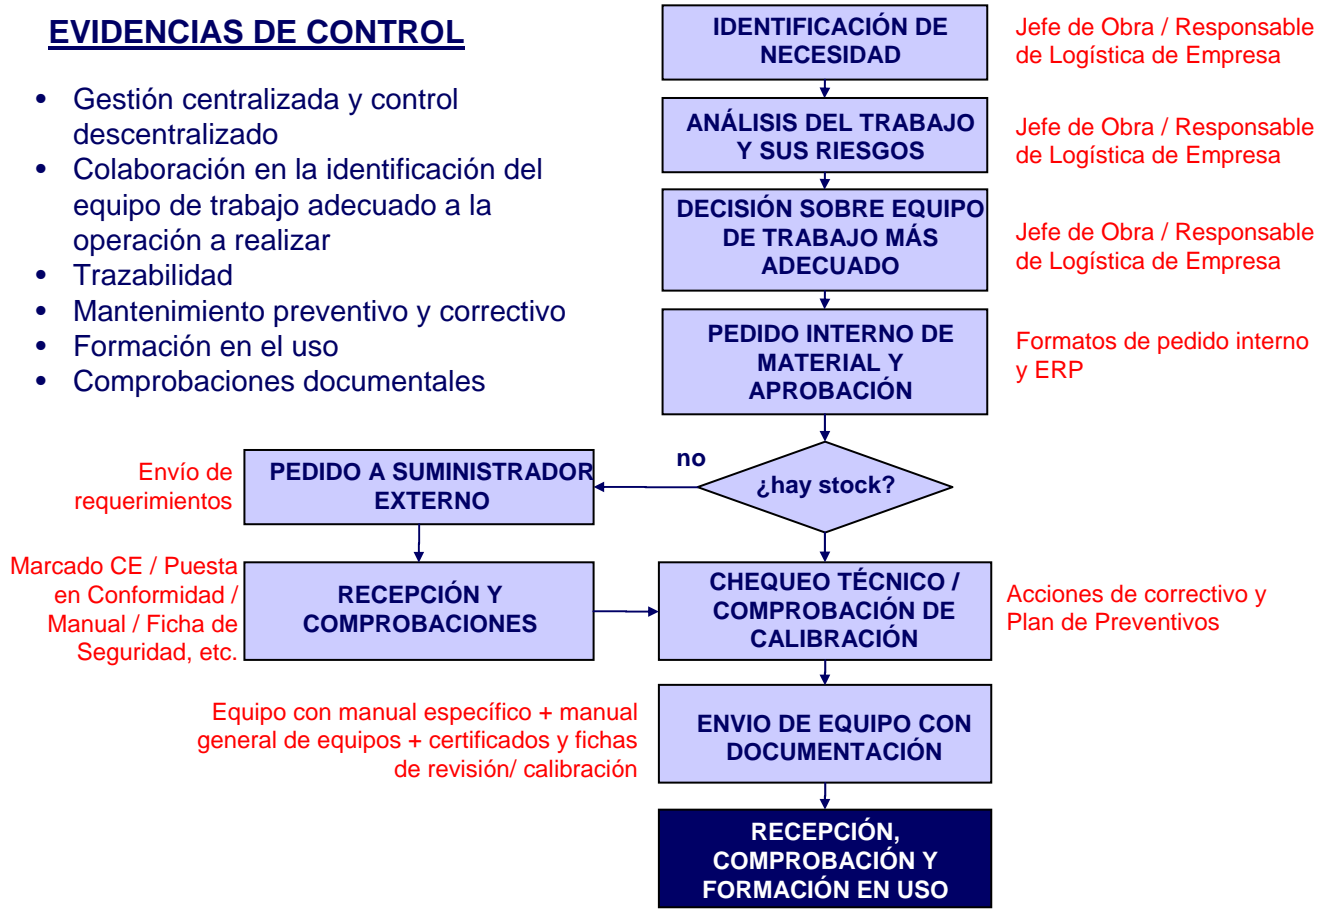 EVIDENCIAS DE CONTROL
• Gestión centralizada y control
descentralizado
• Colaboración en la identificación del
equipo de trabajo adecuado a la
operación a realizar
• Trazabilidad
• Mantenimiento preventivo y correctivo
• Formación en el uso
• Comprobaciones documentales
IDENTIFICACIÓN DE
NECESIDAD
Jefe de Obra / Responsable
de Logística de Empresa
ANÁLISIS DEL TRABAJO
Y SUS RIESGOS
Jefe de Obra / Responsable
de Logística de Empresa
DECISIÓN SOBRE EQUIPO
DE TRABAJO MÁS
ADECUADO
Jefe de Obra / Responsable
de Logística de Empresa
PEDIDO INTERNO DE
MATERIAL Y
APROBACIÓN
Formatos de pedido interno
y ERP
¿hay stock?
no
PEDIDO A SUMINISTRADOR
EXTERNO
Envío de
requerimientos
RECEPCIÓN Y
COMPROBACIONES
Marcado CE / Puesta
en Conformidad /
Manual / Ficha de
Seguridad, etc.
CHEQUEO TÉCNICO /
COMPROBACIÓN DE
CALIBRACIÓN
Acciones de correctivo y
Plan de Preventivos
Equipo con manual específico + manual
general de equipos + certificados y fichas
de revisión/ calibración
ENVIO DE EQUIPO CON
DOCUMENTACIÓN
RECEPCIÓN,
COMPROBACIÓN Y
FORMACIÓN EN USO